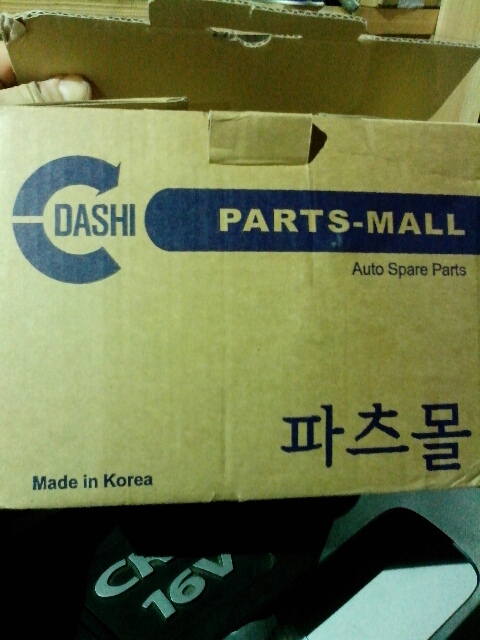 DASHI
PARTS-MALL
Auto Spare Parts
파츠몰
Made in Korea
16V